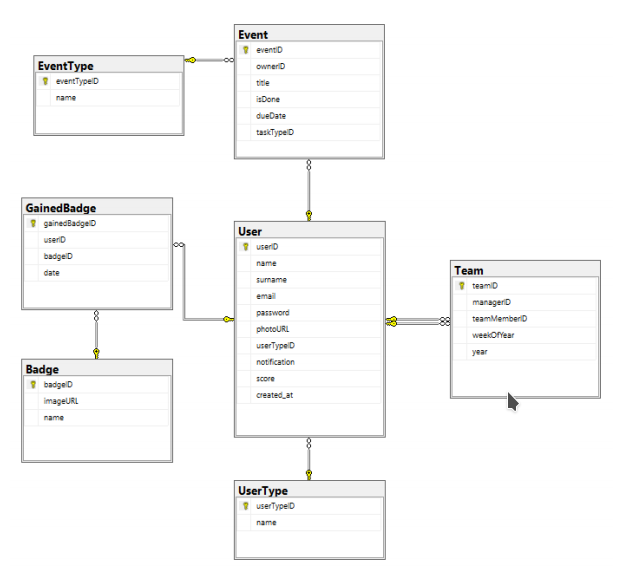 Event
eventID
ownerID
title
isDone
dueDate
taskTypeID
EventType
eventTypeID
name
GainedBadge
gainedBadgeID
userID
badgeID
date
User
userID
name
surname
email
password
photoURL
userTypeID
notification
score
created_at
Team
teamID
managerID
teamMemberID
weekOfYear
year
Badge
badgeID
imageURL
name
UserType
userTypeID
name